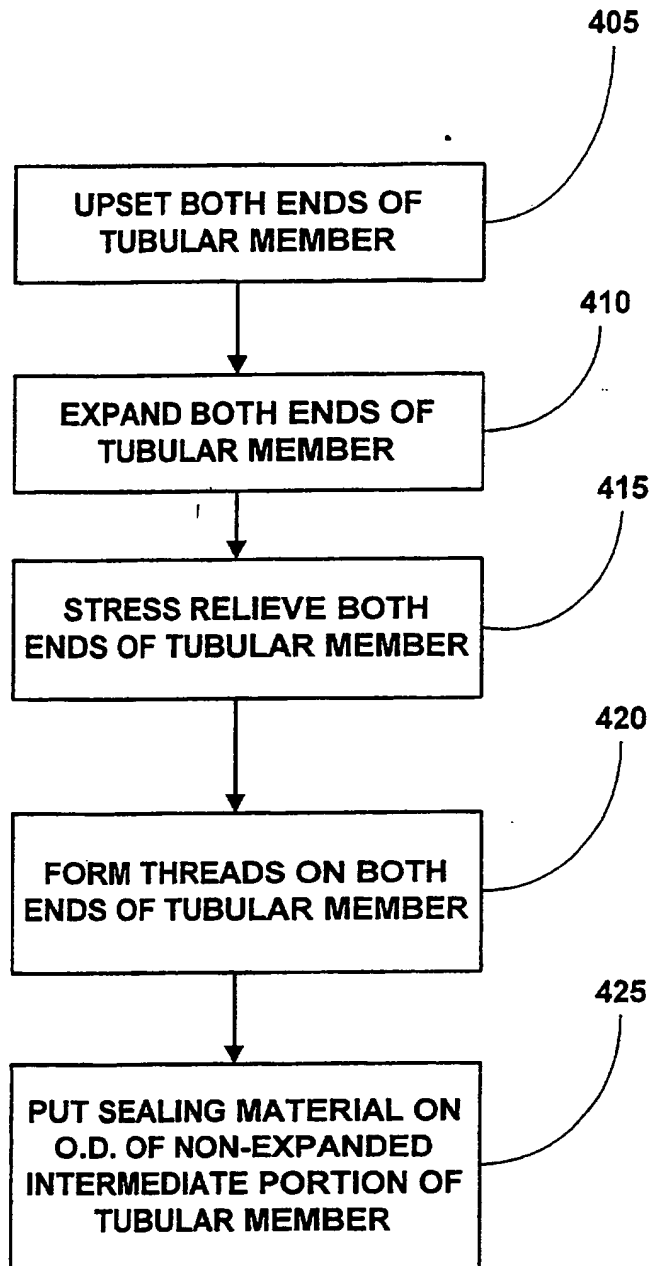 405
UPSET BOTH ENDS OF
TUBULAR MEMBER
410
EXPAND BOTH ENDS OF
TUBULAR MEMBER
415
STRESS RELIEVE BOTH
ENDS OF TUBULAR MEMBER
420
FORM THREADS ON BOTH
ENDS OF TUBULAR MEMBER
425
PUT SEALING MATERIAL ON
O.D. OF NON-EXPANDED
INTERMEDIATE PORTION OF
TUBULAR MEMBER